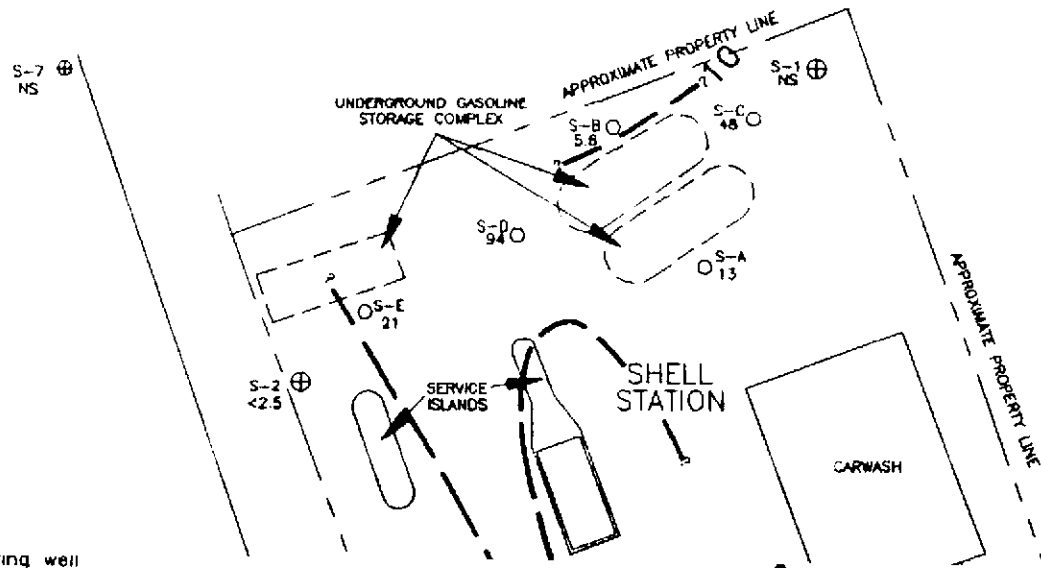 APPROXIMATE PROPERTY LINE
10
?
S-7
NS
S-1
NS
UNDERGROUND GASOLINE
STORAGE COMPLEX
S-B
5.8
S-C
48
S-D
94
S-A
13
S-E
21
APPROXIMATE PROPERTY LINE
S-2
<2.5
SERVICE
ISLANDS
SHELL
STATION
CARWASH
well